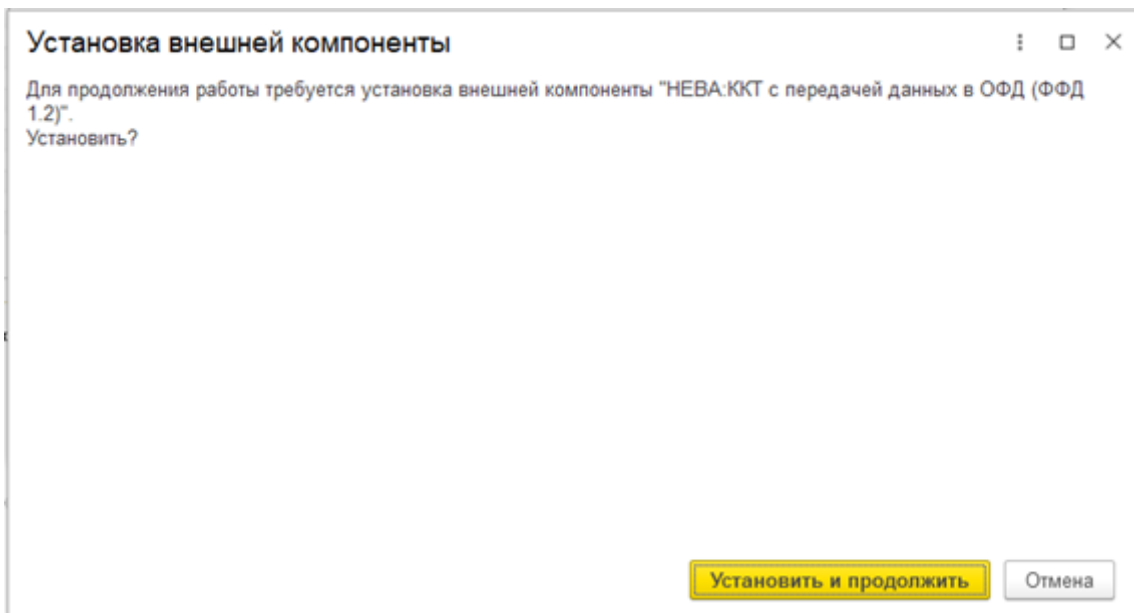 Установка внешней компоненты
Для продолжения работы требуется установка внешней компоненты "НЕВА:ККТ с передачей данных в ОФД (ФФД
1.2)".
Установить?
Установить и продолжить
Отмена